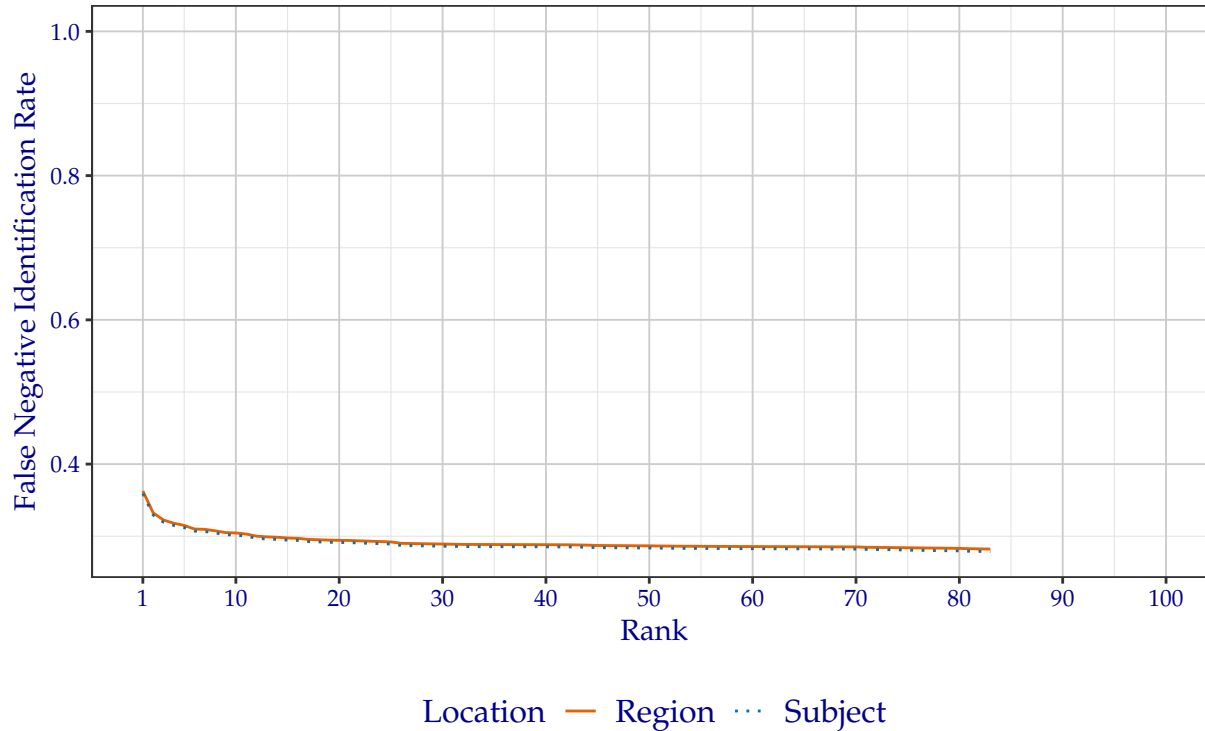 False Negative Identification Rate
1.0
0.8
0.6
0.4
1 10 20 30 40 50 60 70 80 90 100
Rank
Location Region Subject